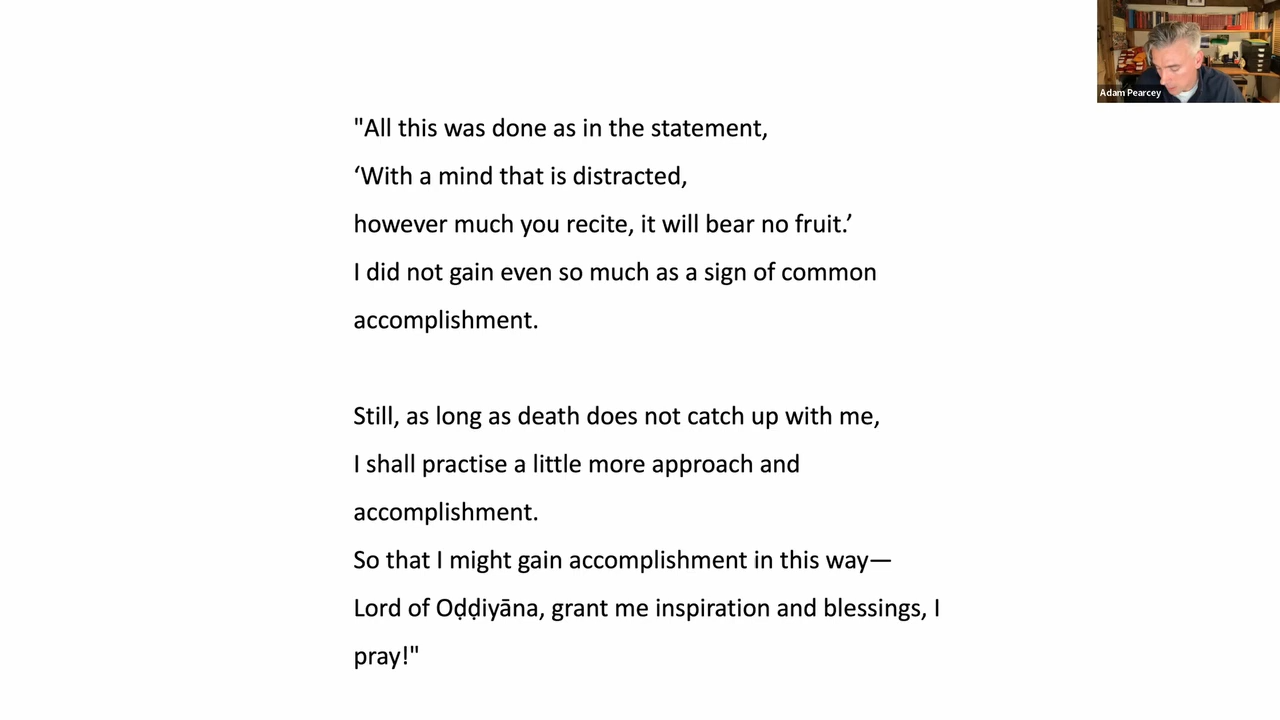 Adam Pearcey
"All this was done as in the statement,
‘With a mind that is distracted,
however much you recite, it will bear no fruit.’
I did not gain even so much as a sign of common
accomplishment.
Still, as long as death does not catch up with me,
I shall practise a little more approach and
accomplishment.
So that I might gain accomplishment in this way—
Lord of Oḍḍiyāna, grant me inspiration and blessings, I
pray!"